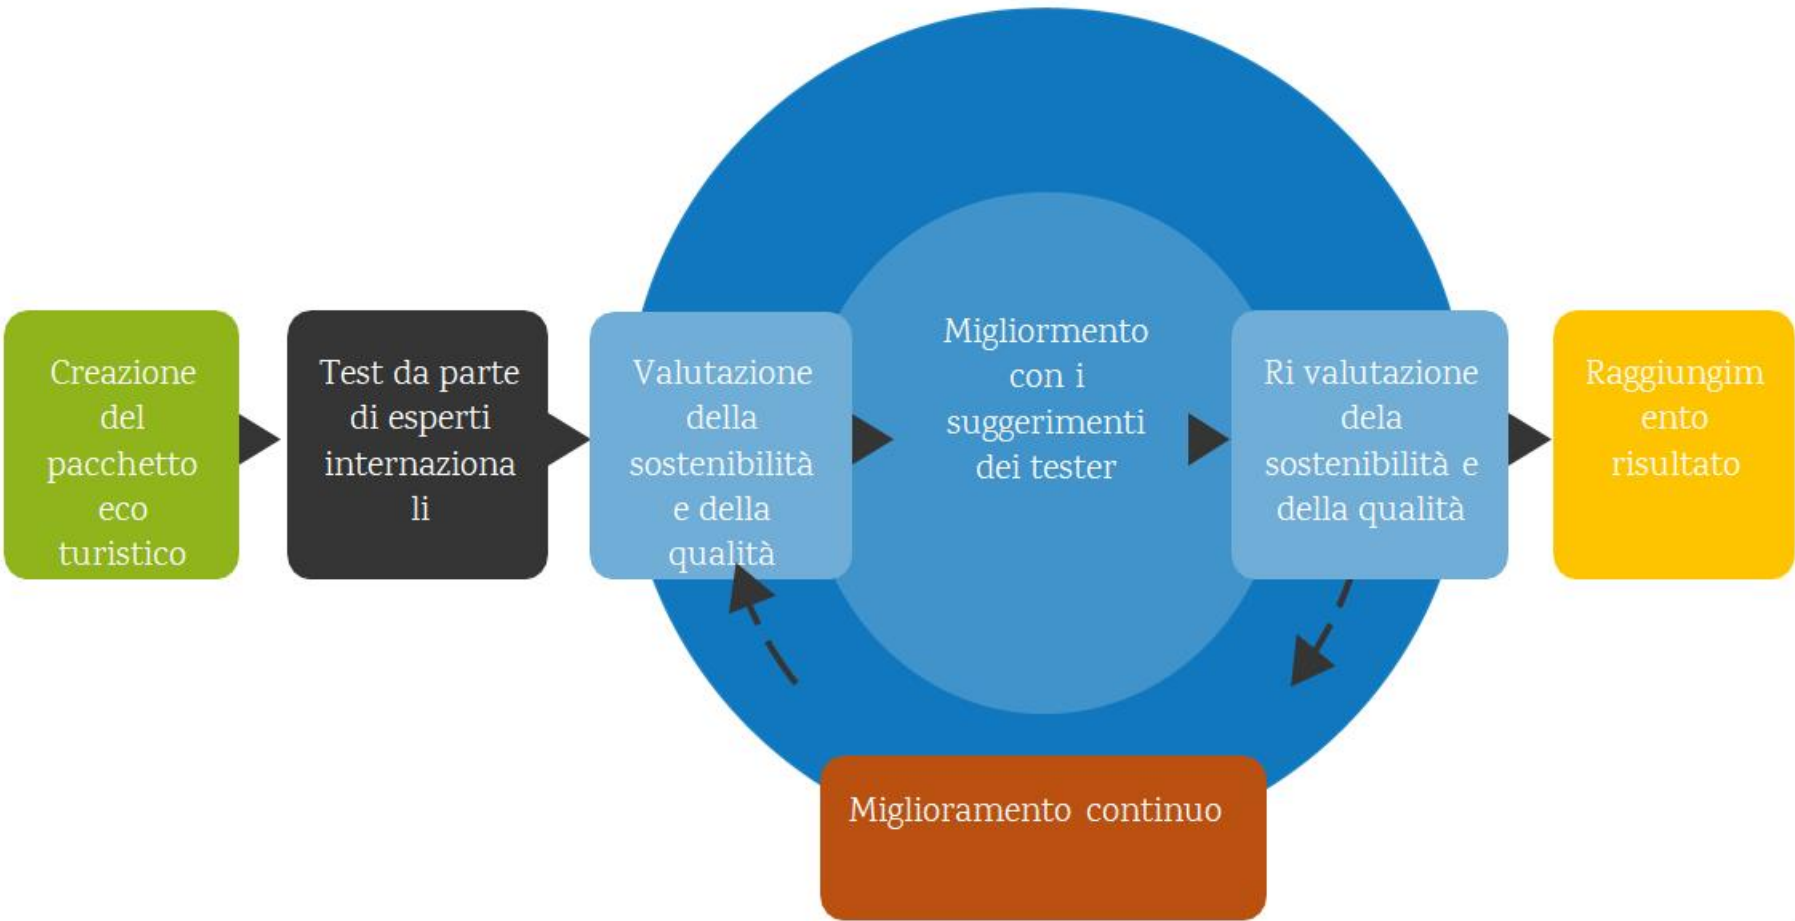 Creazione
del
pacchetto
eco
turistico
Test da parte
di esperti
internaziona
li
Valutazione
della
sostenibilità
e della
qualità
Migliormento
con i
suggerimenti
dei tester
Ri valutazione
dela
sostenibilità e
della qualità
Raggiungim
ento
risultato
Miglioramento continuo